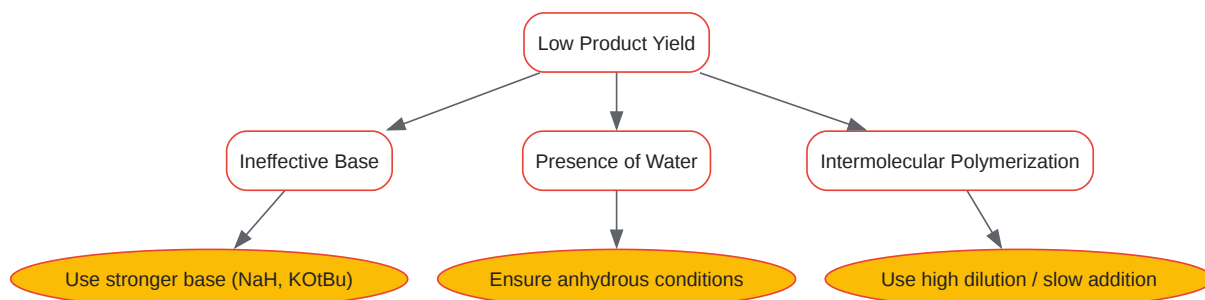 Low Product Yield
Ineffective Base
Presence of Water
Intermolecular Polymerization
Use stronger base (NaH, KOtBu)
Ensure anhydrous conditions
Use high dilution / slow addition